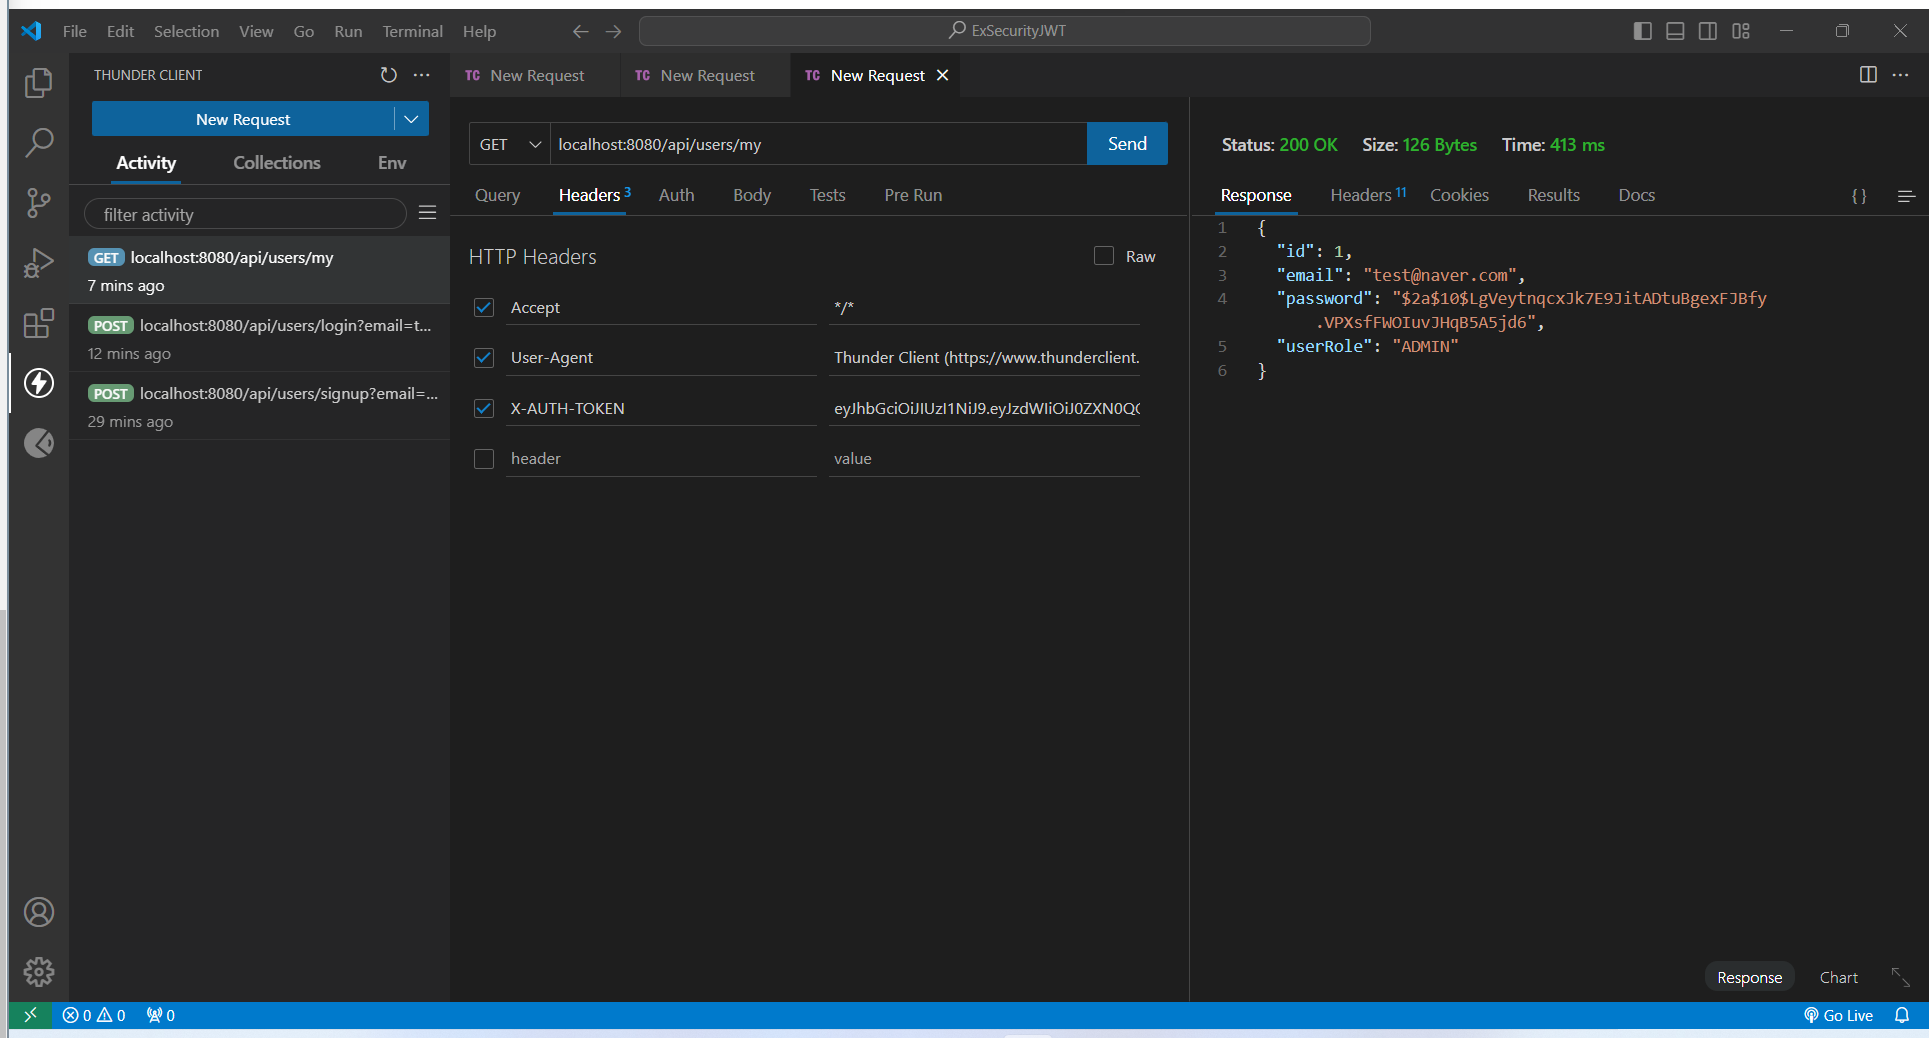 File Edit Selection View Go Run Terminal Help
ExSecurityJWT
THUNDER CLIENT
New Request
Activity Collections Env
filter activity
GET localhost:8080/api/users/my
7 mins ago
POST localhost:8080/api/users/login?email=t...
12 mins ago
POST localhost:8080/api/users/signup?email=...
29 mins ago
TC New Request
TC New Request
TC New Request
GET localhost:8080/api/users/my Send
Query Headers 3 Auth Body Tests Pre Run
HTTP Headers Raw
Accept */*
User-Agent Thunder Client (https://www.thunderclient.
X-AUTH-TOKEN eyJhbGciOiJIUzI1NiJ9.eyJzdWIiOiJ0ZXN0QG
header value
Status: 200 OK Size: 126 Bytes Time: 413 ms
Response Headers 11 Cookies Results Docs { }
1 {
2 "id": 1,
3 "email": "test@naver.com",
4 "password": "$2a$10$LgVeytnqcxJk7E9JitADtuBgexFJBfy
.VPXsfFWOIuvJHqB5A5jd6",
5 "userRole": "ADMIN"
6 }
Response Chart
0 0 0
Go Live